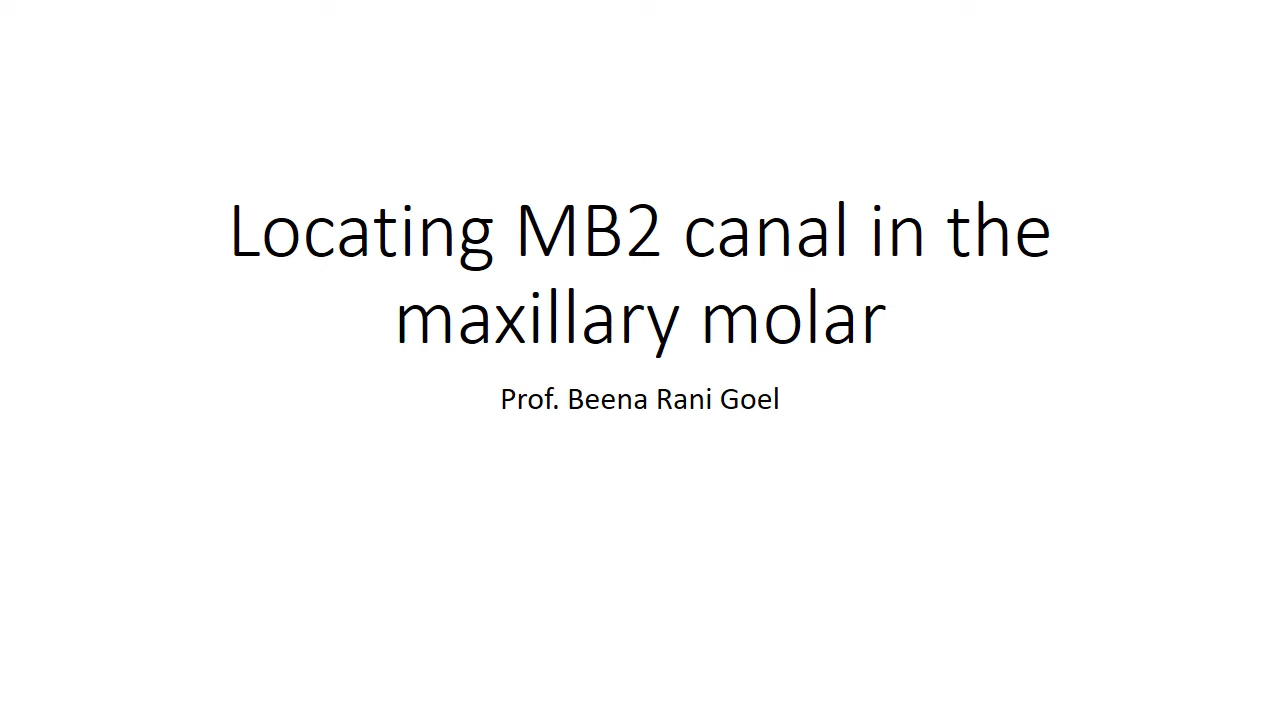 Locating MB2 canal in the
maxillary molar
Prof. Beena Rani Goel